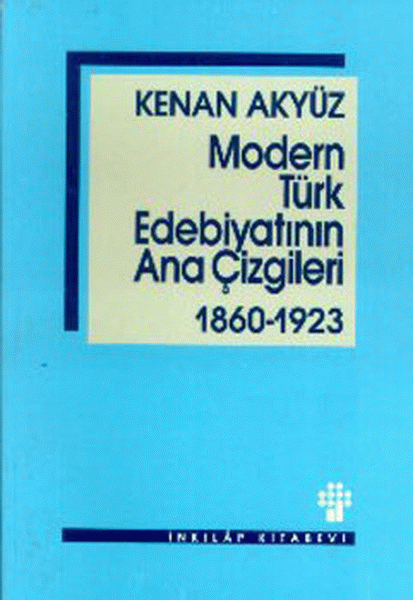 KENAN AKYÜZ
Modern
Türk
Edebiyatının
Ana Çizgileri
1860-1923
İNKILÂP KİTABEVİ